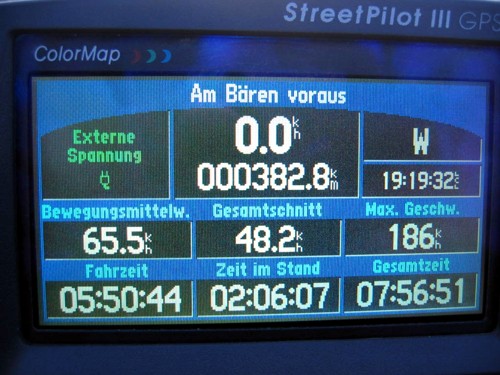 StreetPilot III GPS
ColorMap
Am Bären voraus
Externe
Spannung
0.0 k/h
000382.8 km
W
19:19:32
Bewegungsmittelw. Gesamtschnitt Max. Geschw.
65.5 k/h 48.2 k/h 186 k/h
Fahrzeit Zeit im Stand Gesamtzeit
05:50:44 02:06:07 07:56:51